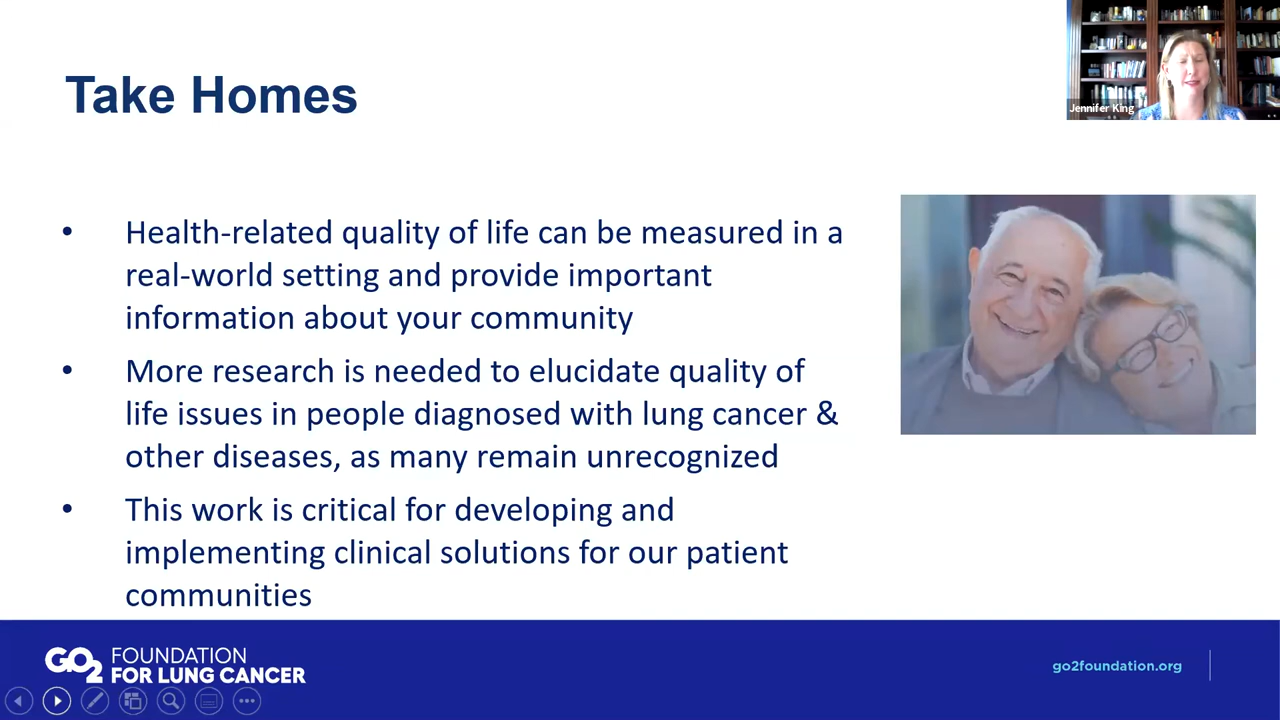 Take Homes
Jennifer King
• Health-related quality of life can be measured in a
real-world setting and provide important
information about your community
• More research is needed to elucidate quality of
life issues in people diagnosed with lung cancer &
other diseases, as many remain unrecognized
• This work is critical for developing and
implementing clinical solutions for our patient
communities
GO2 FOUNDATION
FOR LUNG CANCER
go2foundation.org